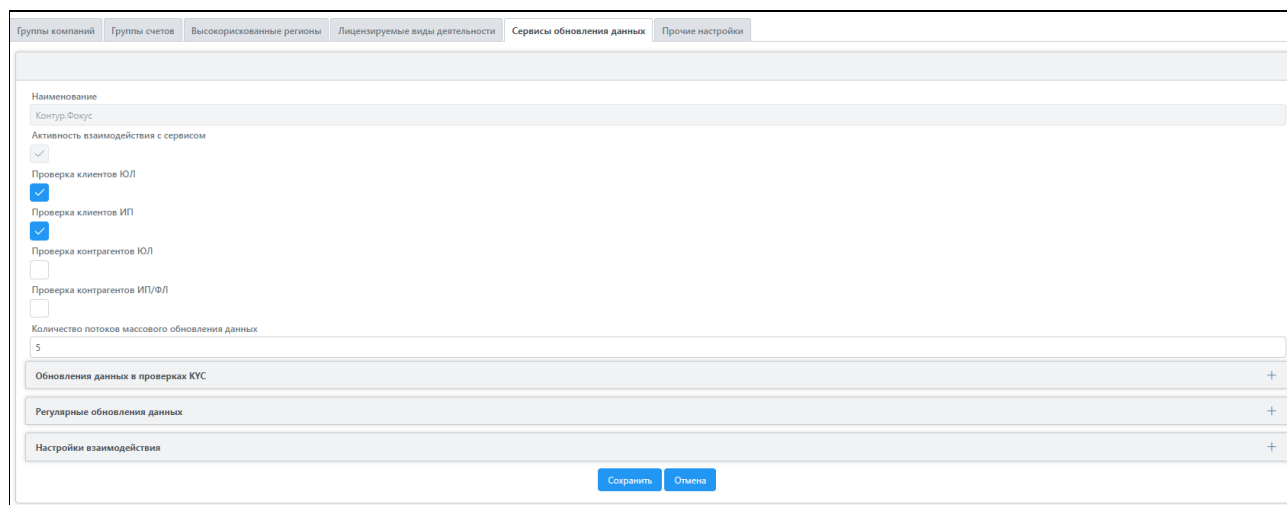 Группы компаний Группы счетов Высокорискованные регионы Лицензируемые виды деятельности Сервисы обновления данных Прочие настройки
Наименование
Контур.Фокус
Активность взаимодействия с сервисом
Проверка клиентов ЮЛ
Проверка клиентов ИП
Проверка контрагентов ЮЛ
Проверка контрагентов ИП/ФЛ
Количество потоков массового обновления данных
5
Обновления данных в проверках KYC
Регулярные обновления данных
Настройки взаимодействия
Сохранить Отмена